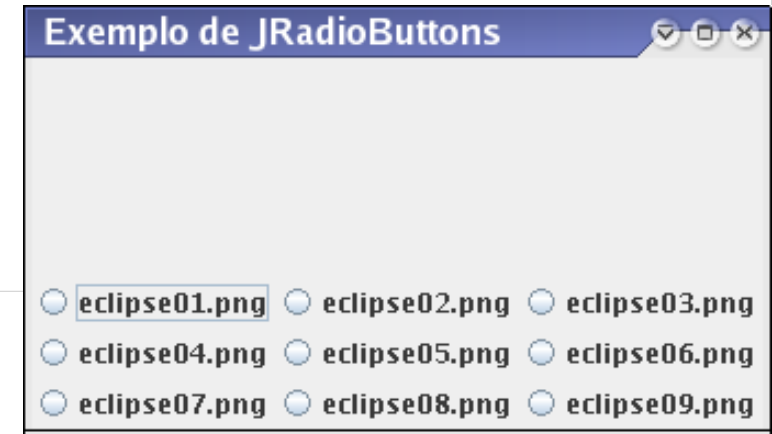 Exemplo de JRadioButtons
eclipse01.png eclipse02.png eclipse03.png
eclipse04.png eclipse05.png eclipse06.png
eclipse07.png eclipse08.png eclipse09.png